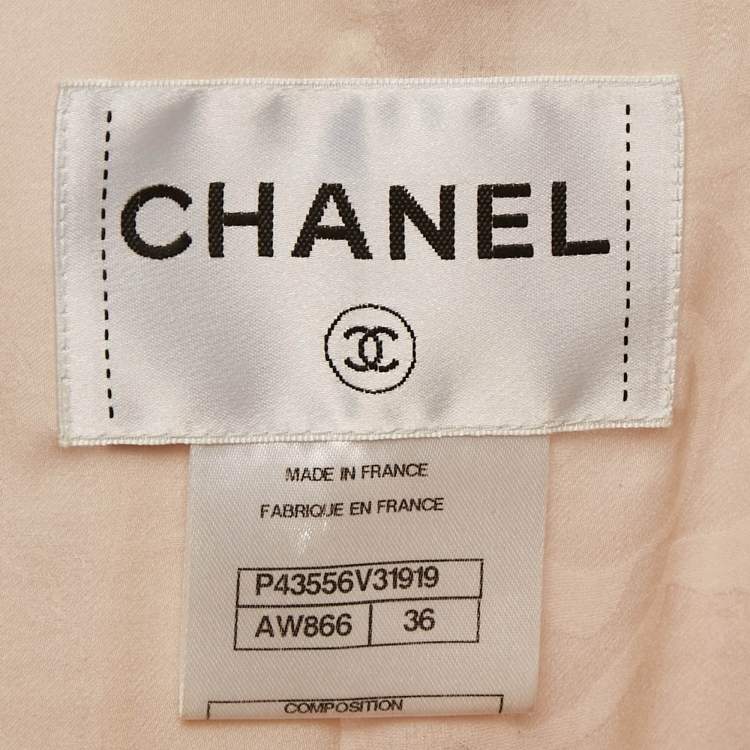 CHANEL
MADE IN FRANCE
FABRIQUE EN FRANCE
P43556V31919
AW866 36
COMPOSITION